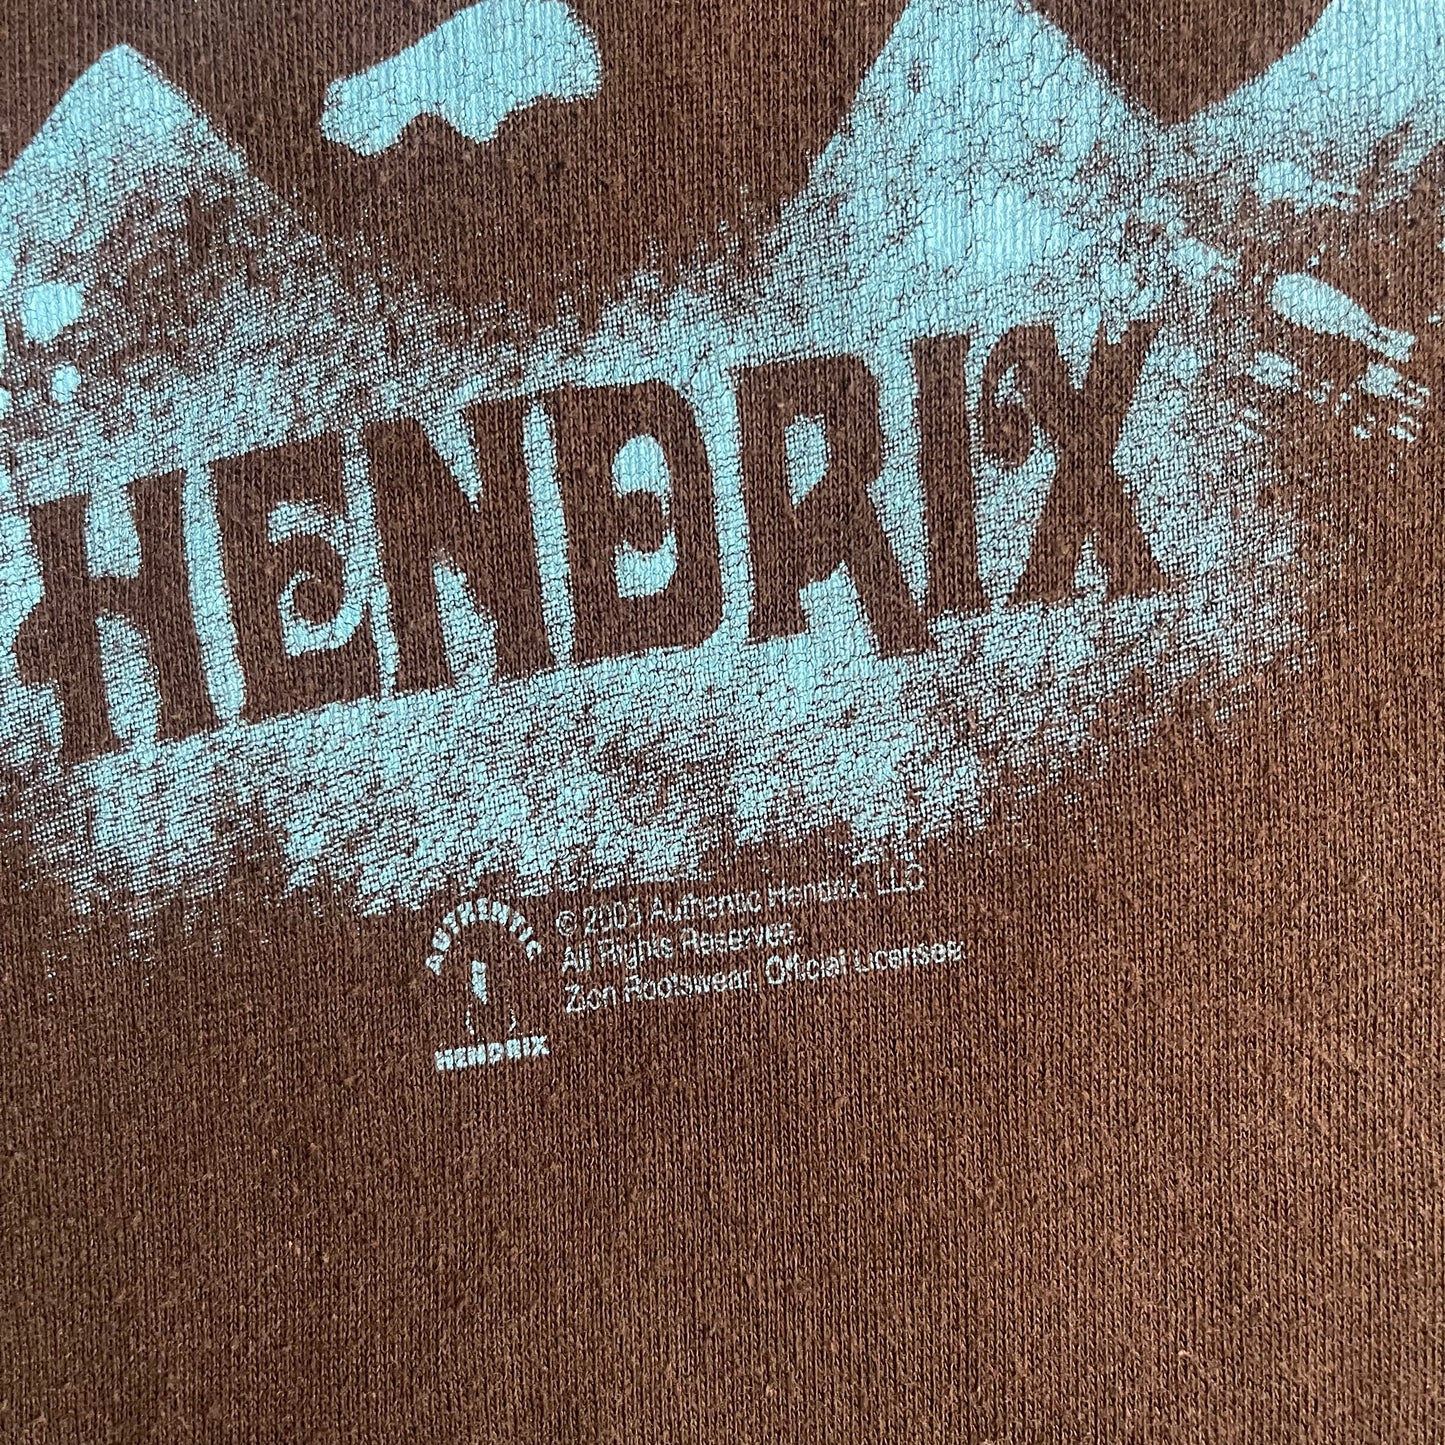 HENDRIX
AUTHENTIC
HENDRIX
© 2005 Authentic Hendrix, LLC
All Rights Reserved.
Zion Rootswear, Official Licensee